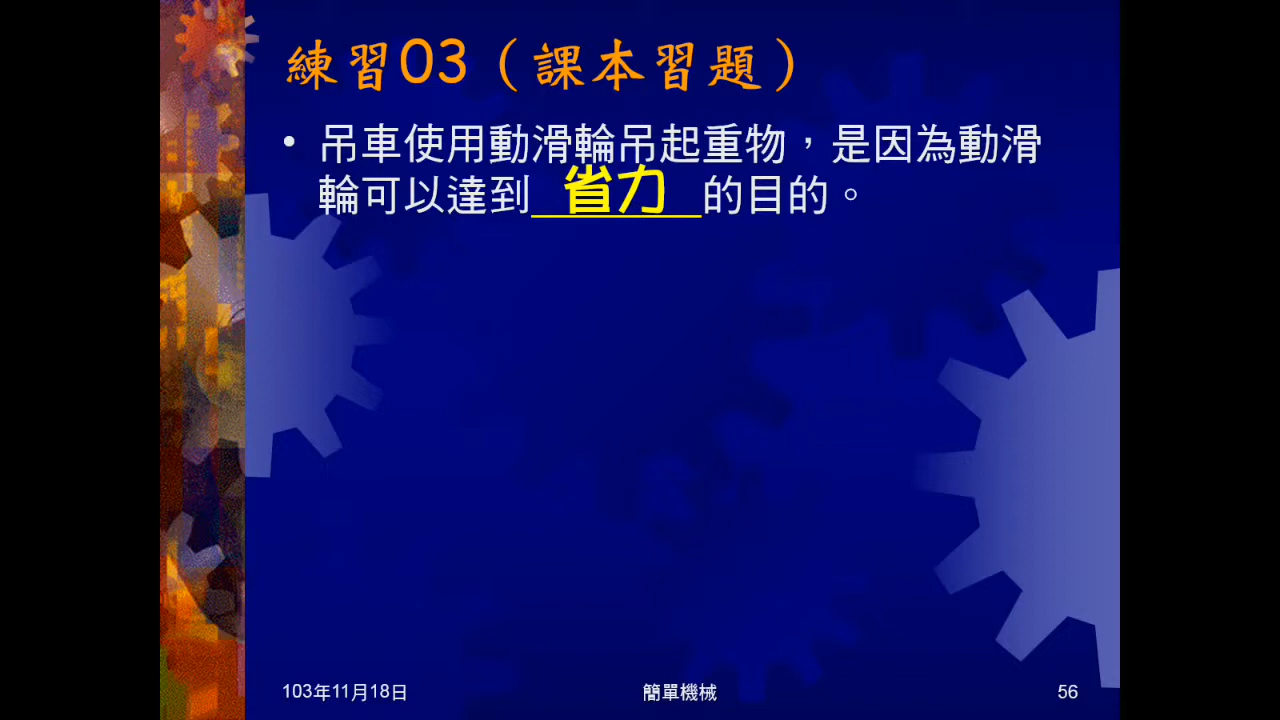 練習03（課本習題）
• 吊車使用動滑輪吊起重物，是因為動滑
輪可以達到 省力 的目的。
103年11月18日 簡單機械 56